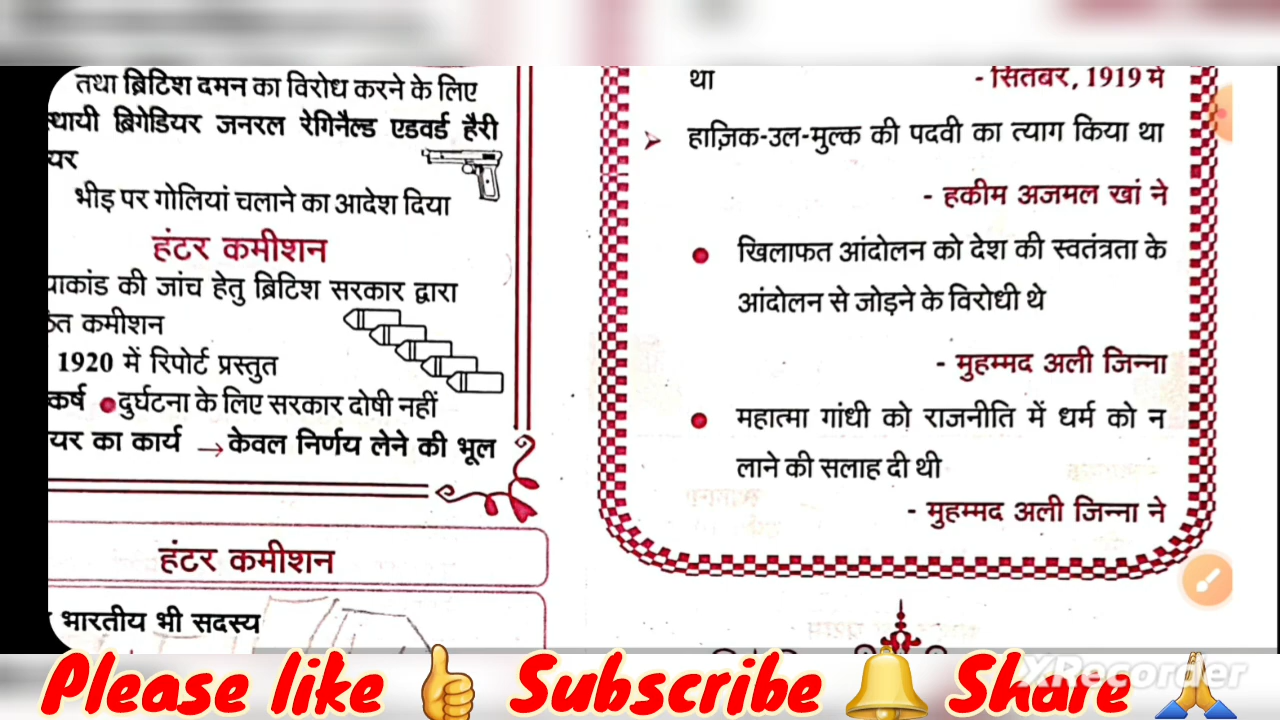 तथा ब्रिटिश दमन का विरोध करने के लिए
स्थायी ब्रिगेडियर जनरल रेगिनैल्ड एडवर्ड हैरी
यर
भीड़ पर गोलियां चलाने का आदेश दिया
हंटर कमीशन
याकांड की जांच हेतु ब्रिटिश सरकार द्वारा
कमीशन
1920 में रिपोर्ट प्रस्तुत
कर्ष ● दुर्घटना के लिए सरकार दोषी नहीं
यर का कार्य → केवल निर्णय लेने की भूल
हंटर कमीशन
भारतीय भी सदस्य
था - सितंबर, 1919 में
➢ हाज़िक-उल-मुल्क की पदवी का त्याग किया था
- हकीम अजमल खां ने
● खिलाफत आंदोलन को देश की स्वतंत्रता के
आंदोलन से जोड़ने के विरोधी थे
- मुहम्मद अली जिन्ना
● महात्मा गांधी को राजनीति में धर्म को न
लाने की सलाह दी थी
- मुहम्मद अली जिन्ना ने
Please like 👍 Subscribe 🔔 Share 🙏
XRecorder